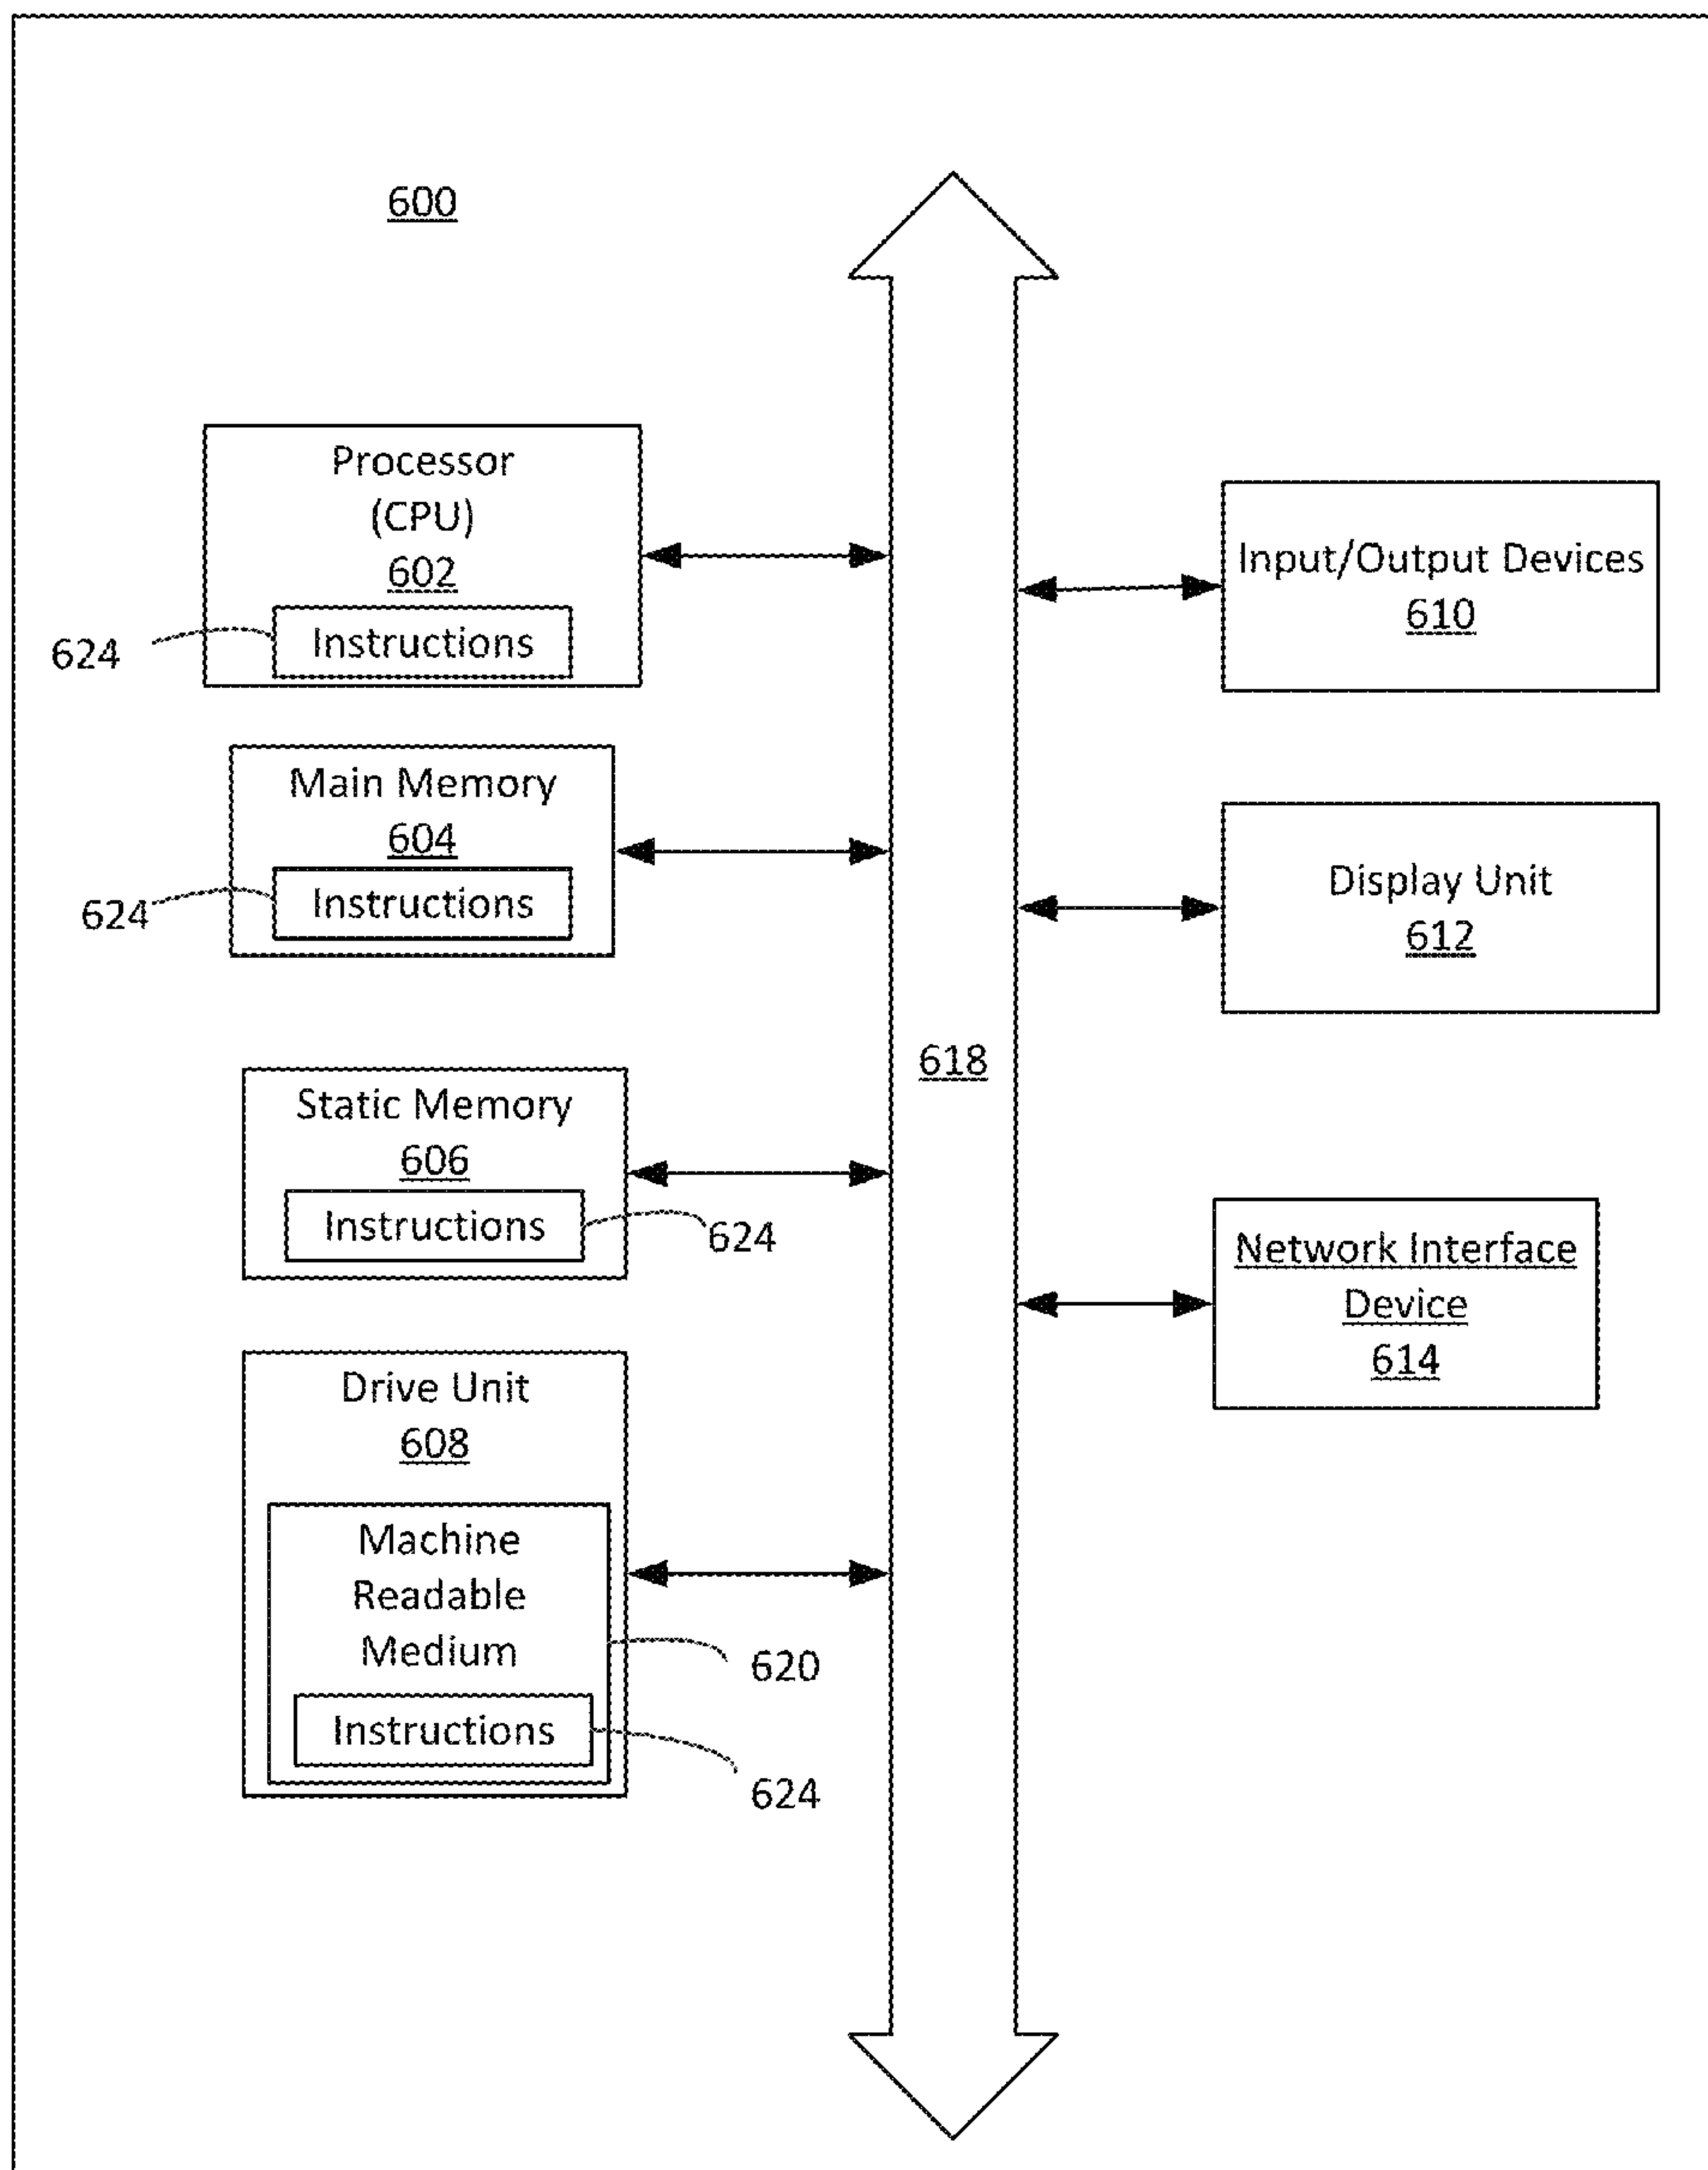 600
Processor
(CPU)
602
Instructions
624
Main Memory
604
Instructions
624
Static Memory
606
Instructions
624
Drive Unit
608
Machine
Readable
Medium
620
Instructions
624
618
Input/Output Devices
610
Display Unit
612
Network Interface
Device
614